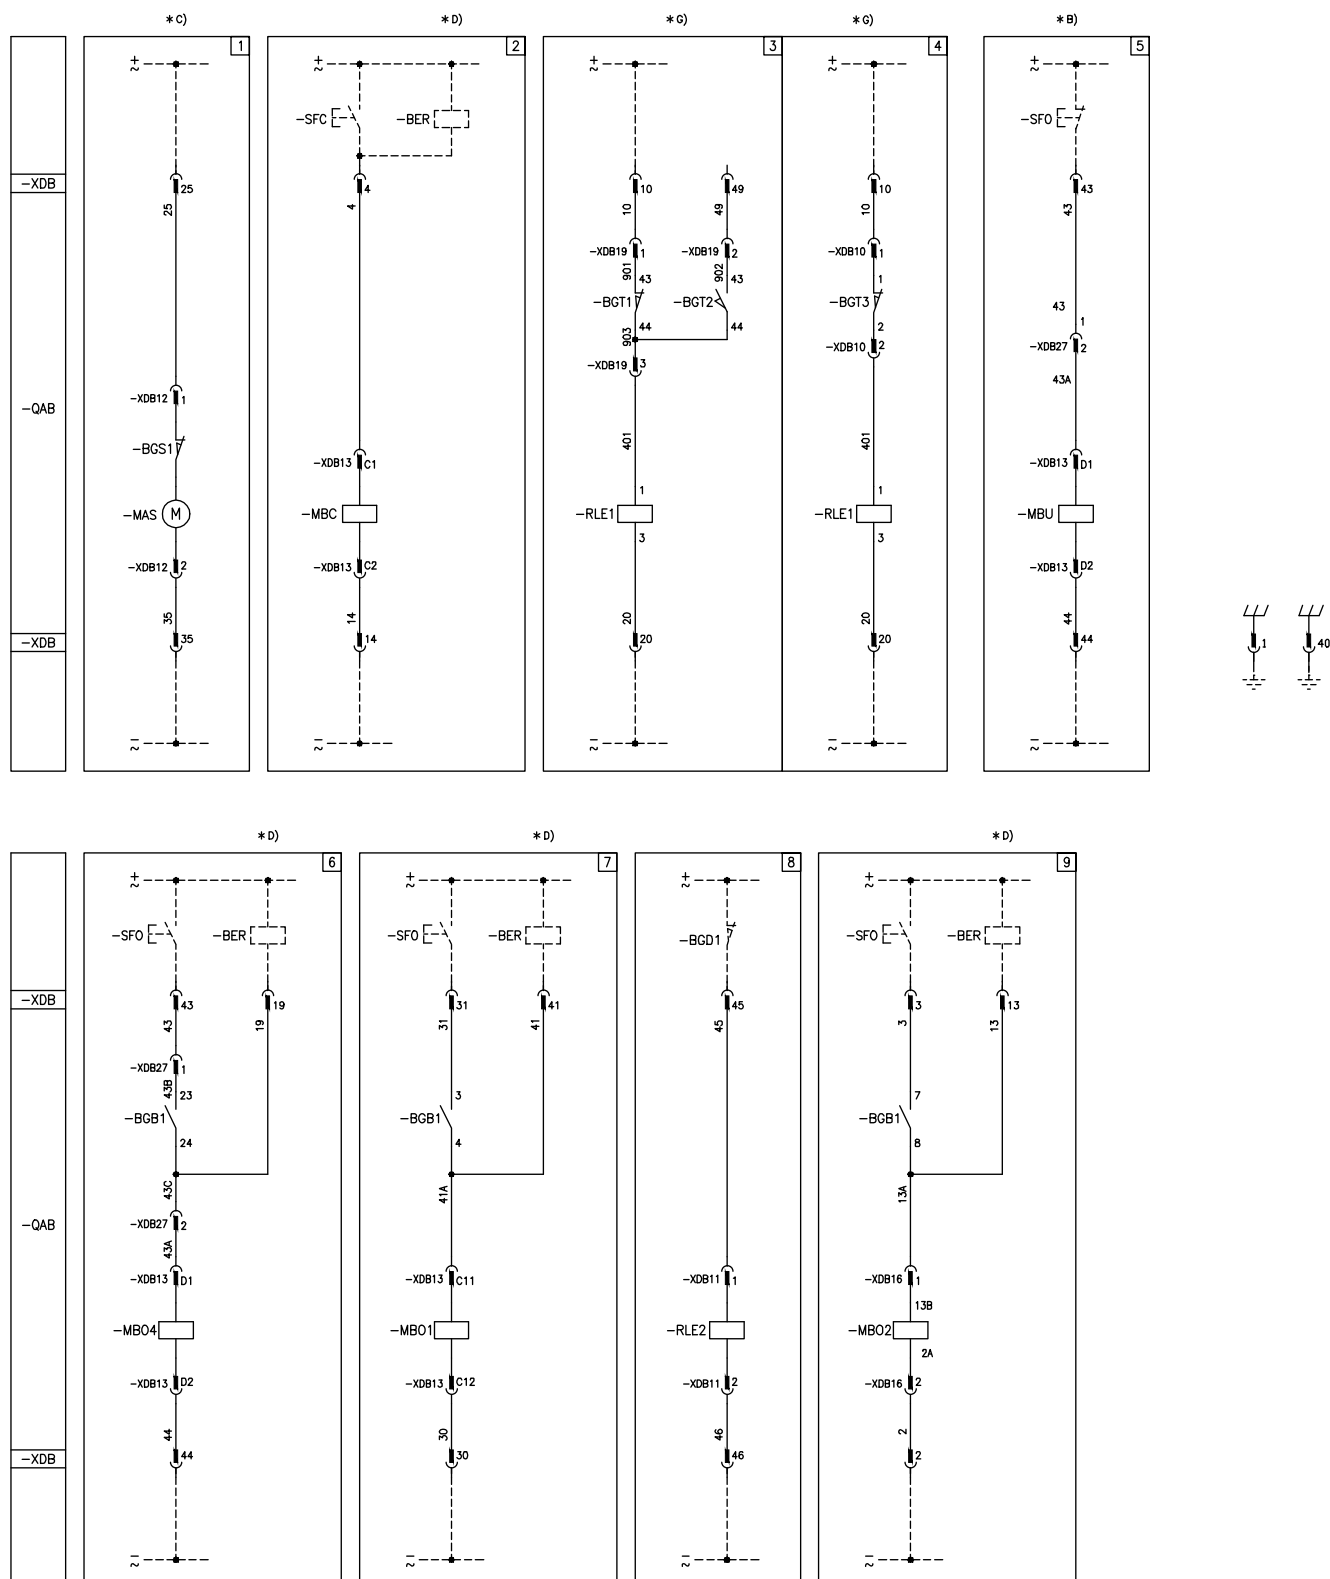 *C) *D) *G) *G) *B)
1 2 3 4 5
+ ~ + ~ + ~ + ~ + ~
-SFC -BER -SFO
-XDB 25 4 10 49 10 43
25 4 10 49 10 43
-XDB19 1 -XDB19 2 -XDB10 1
901 43 902 43 1
-BGT1 -BGT2 -BGT3
43
903 44 44 2 1
-XDB10 2 -XDB27 2
-XDB19 3
43A
-XDB12 1
-QAB
-BGS1 401 401
-XDB13 C1 -XDB13 D1
1 1
-MAS M -MBC -RLE1 -RLE1 -MBU
3 3
-XDB12 2 -XDB13 C2 -XDB13 D2
35 14 20 20 44
-XDB 35 14 20 20 44 1 40
− ~ − ~ − ~ − ~ − ~
*D) *D) *D)
6 7 8 9
+ ~ + ~ + ~ + ~
-SFO -BER -SFO -BER -BGD1 -SFO -BER
-XDB 43 19 31 41 45 3 13
43 19 31 41 45 3 13
-XDB27 1
43B 23 3 7
-BGB1 -BGB1 -BGB1
24 4 8
43C 41A 13A
-QAB -XDB27 2
43A
-XDB13 D1 -XDB13 C11 -XDB11 1 -XDB16 1
13B
-MBO4 -MBO1 -RLE2 -MBO2
2A
-XDB13 D2 -XDB13 C12 -XDB11 2 -XDB16 2
44 30 46 2
-XDB 44 30 46 2
− ~ − ~ − ~ − ~